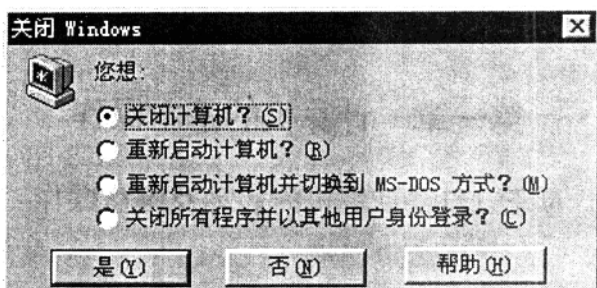 关闭 Windows
您想:
关闭计算机? (S)
重新启动计算机? (R)
重新启动计算机并切换到 MS-DOS 方式? (M)
关闭所有程序并以其他用户身份登录? (C)
是(Y) 否(N) 帮助(H)